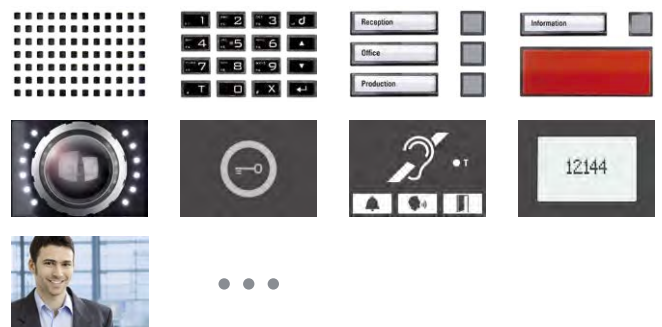 1 2 3
4 5 6
7 8 9
T 0 X
Reception
Office
Production
Information
T
12144